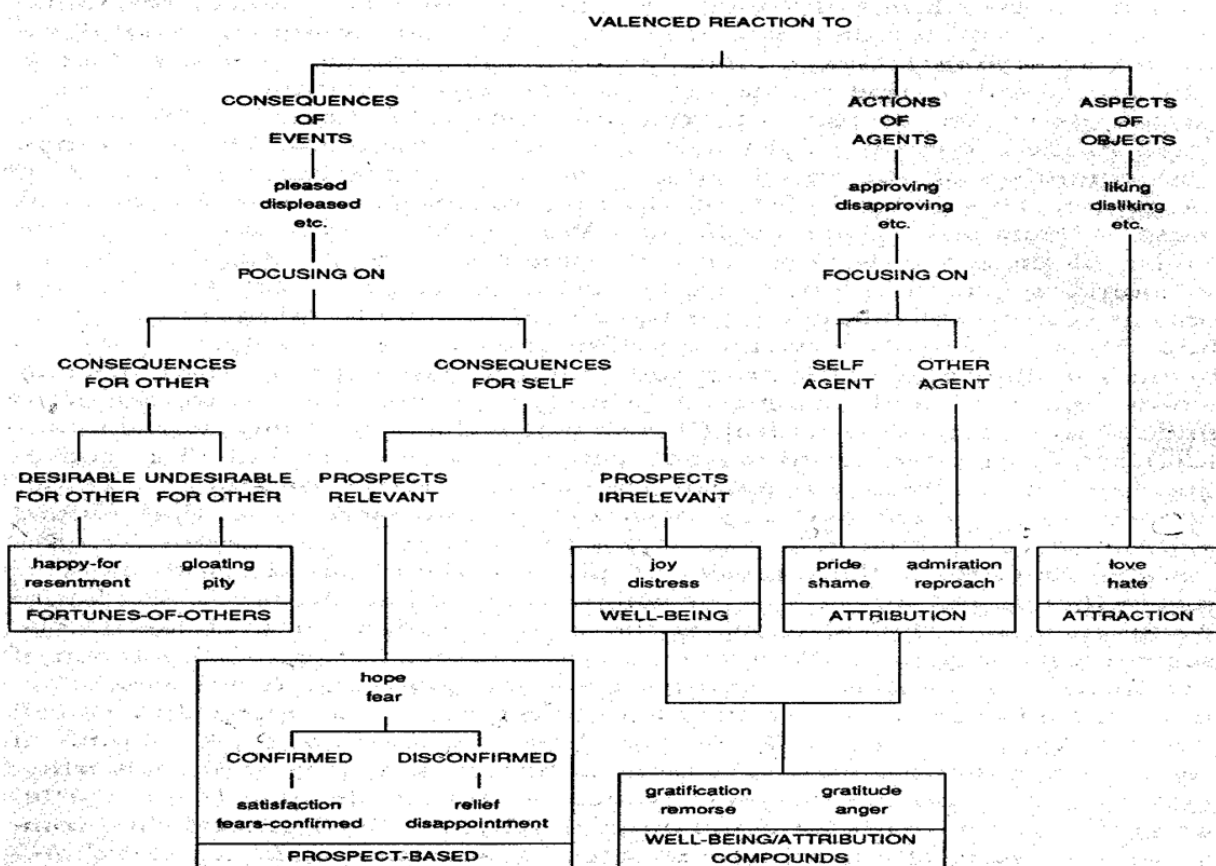 VALENCED REACTION TO
CONSEQUENCES
OF
EVENTS
ACTIONS
OF
AGENTS
ASPECTS
OF
OBJECTS
pleased
displeased
etc.
approving
disapproving
etc.
liking
disliking
etc.
FOCUSING ON
FOCUSING ON
CONSEQUENCES
FOR OTHER
CONSEQUENCES
FOR SELF
SELF
AGENT
OTHER
AGENT
DESIRABLE
FOR OTHER
UNDESIRABLE
FOR OTHER
PROSPECTS
RELEVANT
PROSPECTS
IRRELEVANT
happy-for
resentment
gloating
pity
FORTUNES-OF-OTHERS
joy
distress
WELL-BEING
pride
shame
admiration
reproach
ATTRIBUTION
love
hate
ATTRACTION
hope
fear
CONFIRMED
DISCONFIRMED
satisfaction
fears-confirmed
relief
disappointment
PROSPECT-BASED
gratification
remorse
gratitude
anger
WELL-BEING/ATTRIBUTION
COMPOUNDS